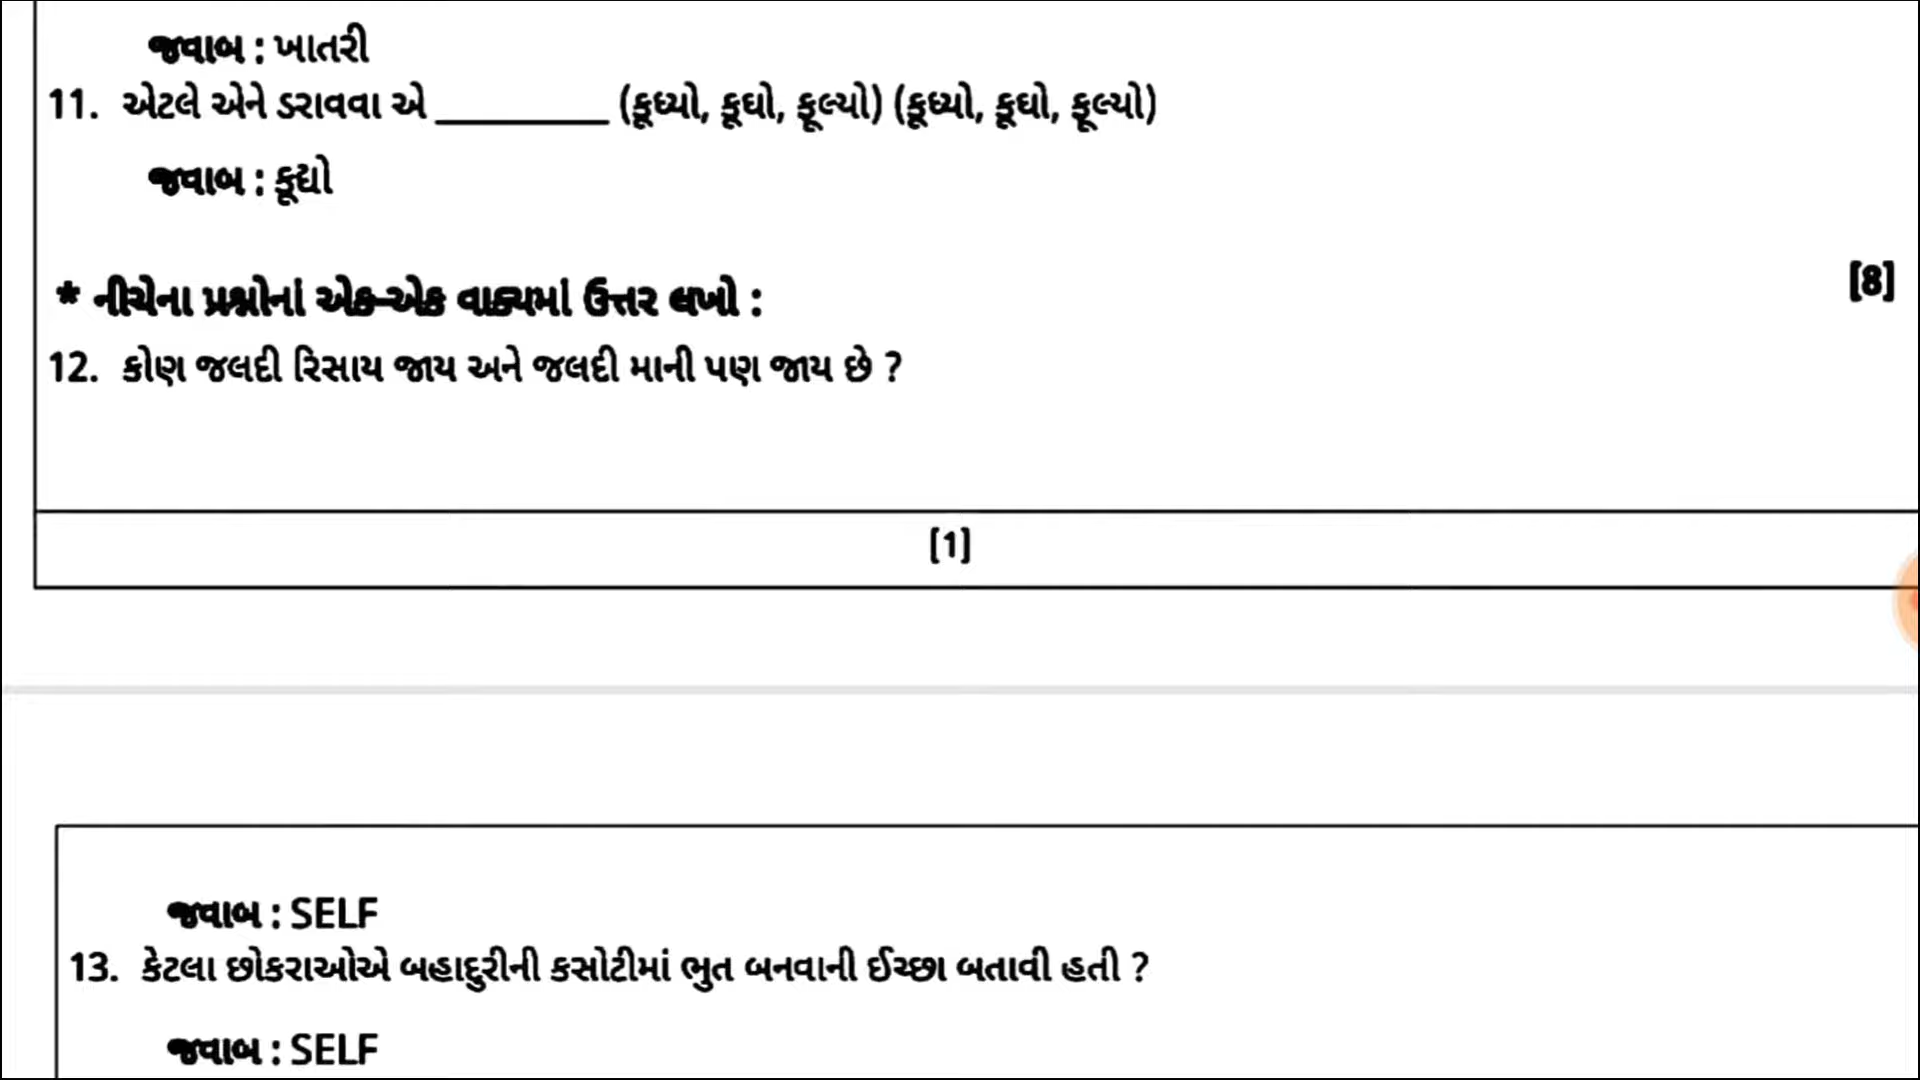 જવાબ : ખાતરી
11. એટલે એને ડરાવવા એ ________ (કૂધ્યો, કૂઘો, ફૂલ્યો) (કૂધ્યો, કૂઘો, ફૂલ્યો)
જવાબ : કૂદ્યો
* નીચેના પ્રશ્નોનાં એક-એક વાક્યમાં ઉત્તર લખો : [8]
12. કોણ જલદી રિસાય જાય અને જલદી માની પણ જાય છે ?
[1]
જવાબ : SELF
13. કેટલા છોકરાઓએ બહાદુરીની કસોટીમાં ભુત બનવાની ઈચ્છા બતાવી હતી ?
જવાબ : SELF